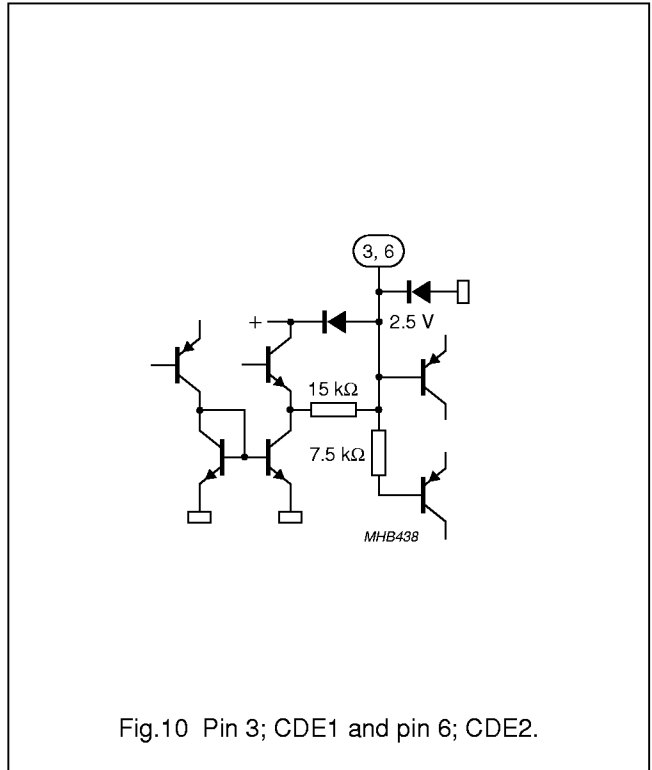 3, 6
+
2.5 V
15 kΩ
7.5 kΩ
MHB438
Fig.10 Pin 3; CDE1 and pin 6; CDE2.